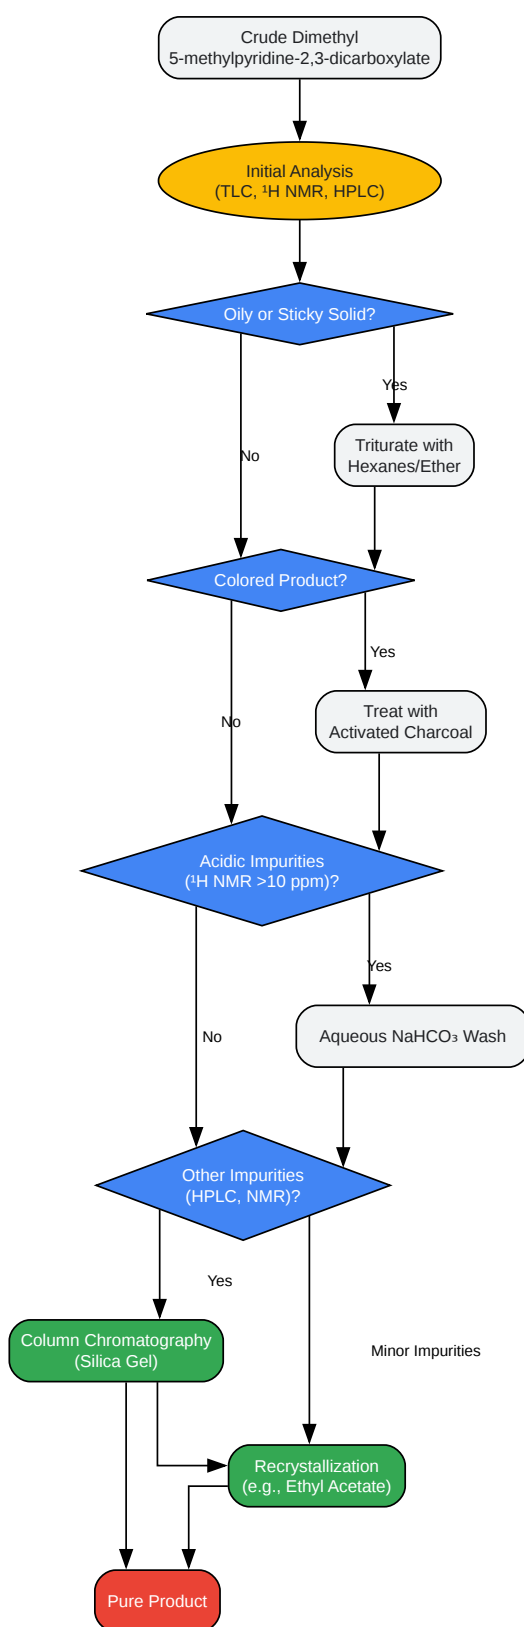 Crude Dimethyl
5-methylpyridine-2,3-dicarboxylate
Initial Analysis
(TLC, ¹H NMR, HPLC)
Oily or Sticky Solid?
Yes
Triturate with
Hexanes/Ether
No
Colored Product?
Yes
Treat with
Activated Charcoal
No
Acidic Impurities
(¹H NMR >10 ppm)?
Yes
Aqueous NaHCO₃ Wash
No
Other Impurities
(HPLC, NMR)?
Yes
Column Chromatography
(Silica Gel)
Minor Impurities
Recrystallization
(e.g., Ethyl Acetate)
Pure Product